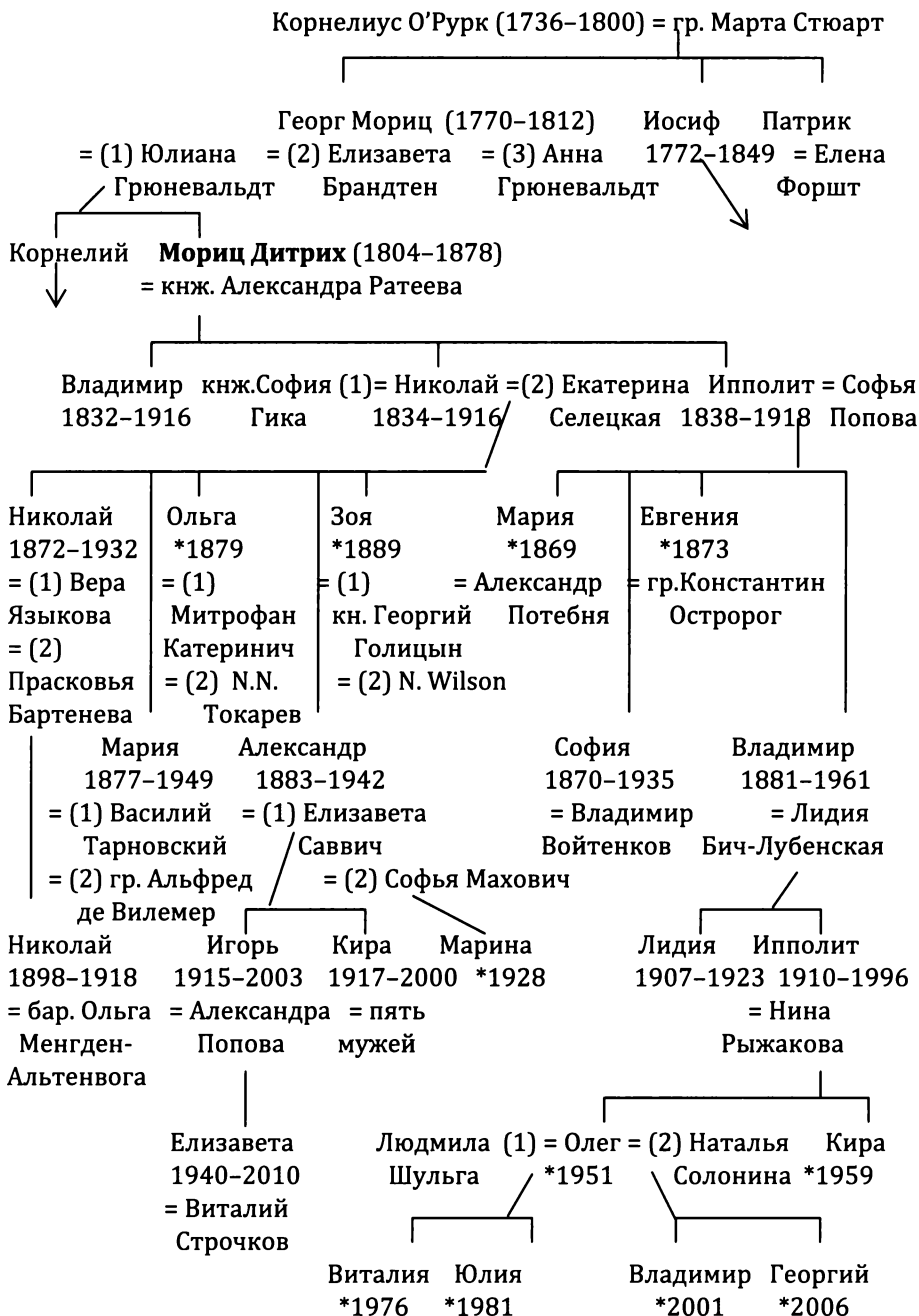 Корнелиус О'Рурк (1736–1800) = гр. Марта Стюарт
Георг Мориц (1770–1812) Иосиф Патрик
= (1) Юлиана = (2) Елизавета = (3) Анна 1772–1849 = Елена
Грюневальдт Брандтен Грюневальдт Форшт
Корнелий Мориц Дитрих (1804–1878)
= кнж. Александра Ратеева
Владимир кнж.София (1)= Николай =(2) Екатерина Ипполит = Софья
1832–1916 Гика 1834–1916 Селецкая 1838–1918 Попова
Николай Ольга Зоя Мария Евгения
1872–1932 *1879 *1889 *1869 *1873
= (1) Вера = (1) = (1) = Александр = гр.Константин
Языкова Митрофан кн. Георгий Потебня Остророг
= (2) Катеринич Голицын
Прасковья = (2) N.N. = (2) N. Wilson
Бартенева Токарев
Мария Александр София Владимир
1877–1949 1883–1942 1870–1935 1881–1961
= (1) Василий = (1) Елизавета = Владимир = Лидия
Тарновский Саввич Войтенков Бич-Лубенская
= (2) гр. Альфред = (2) Софья Махович
де Вилемер
Николай Игорь Кира Марина Лидия Ипполит
1898–1918 1915–2003 1917–2000 *1928 1907–1923 1910–1996
= бар. Ольга = Александра = пять = Нина
Менгден- Попова мужей Рыжакова
Альтенвога
Елизавета Людмила (1) = Олег = (2) Наталья Кира
1940–2010 Шульга *1951 Солонина *1959
= Виталий
Строчков
Виталия Юлия Владимир Георгий
*1976 *1981 *2001 *2006